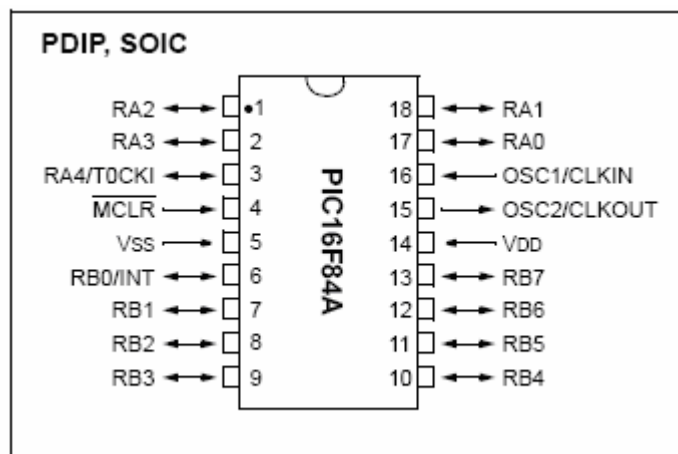 PDIP, SOIC
RA2 •1 18 RA1
RA3 2 17 RA0
RA4/T0CKI 3 16 OSC1/CLKIN
MCLR 4 15 OSC2/CLKOUT
VSS 5 14 VDD
RB0/INT 6 13 RB7
RB1 7 12 RB6
RB2 8 11 RB5
RB3 9 10 RB4
PIC16F84A